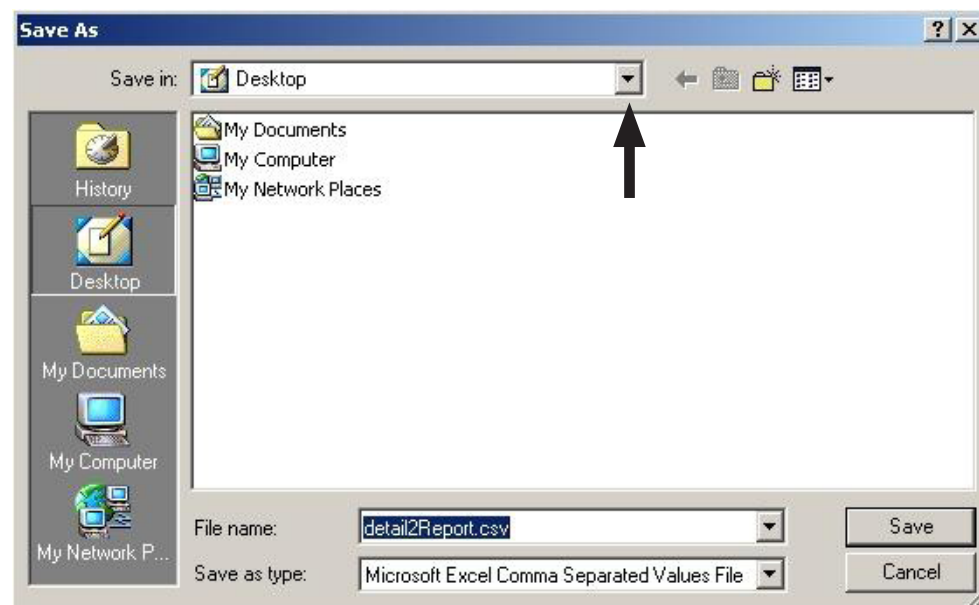 Save As
Save in: Desktop
My Documents
My Computer
My Network Places
History
Desktop
My Documents
My Computer
My Network P...
File name: detail2Report.csv Save
Save as type: Microsoft Excel Comma Separated Values File Cancel